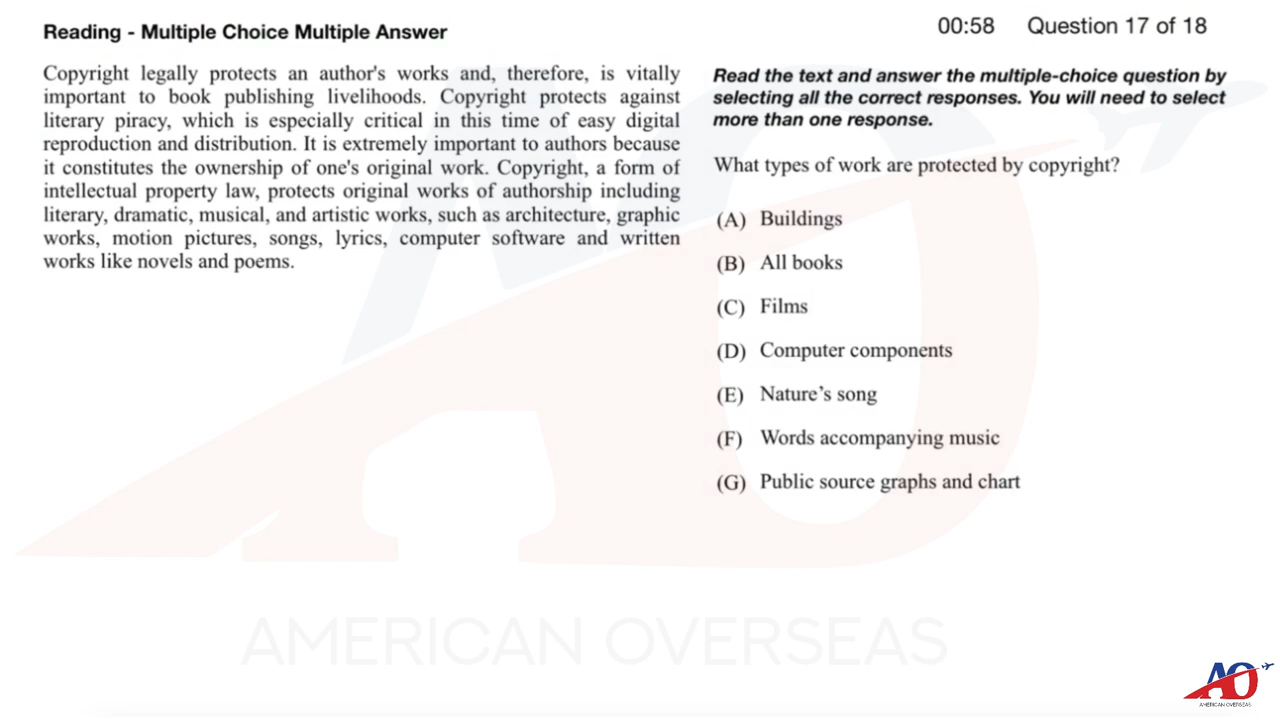 Reading - Multiple Choice Multiple Answer
00:58 Question 17 of 18
Copyright legally protects an author's works and, therefore, is vitally
important to book publishing livelihoods. Copyright protects against
literary piracy, which is especially critical in this time of easy digital
reproduction and distribution. It is extremely important to authors because
it constitutes the ownership of one's original work. Copyright, a form of
intellectual property law, protects original works of authorship including
literary, dramatic, musical, and artistic works, such as architecture, graphic
works, motion pictures, songs, lyrics, computer software and written
works like novels and poems.
Read the text and answer the multiple-choice question by
selecting all the correct responses. You will need to select
more than one response.
What types of work are protected by copyright?
(A) Buildings
(B) All books
(C) Films
(D) Computer components
(E) Nature’s song
(F) Words accompanying music
(G) Public source graphs and chart
AO
AMERICAN OVERSEAS
AO
AMERICAN OVERSEAS